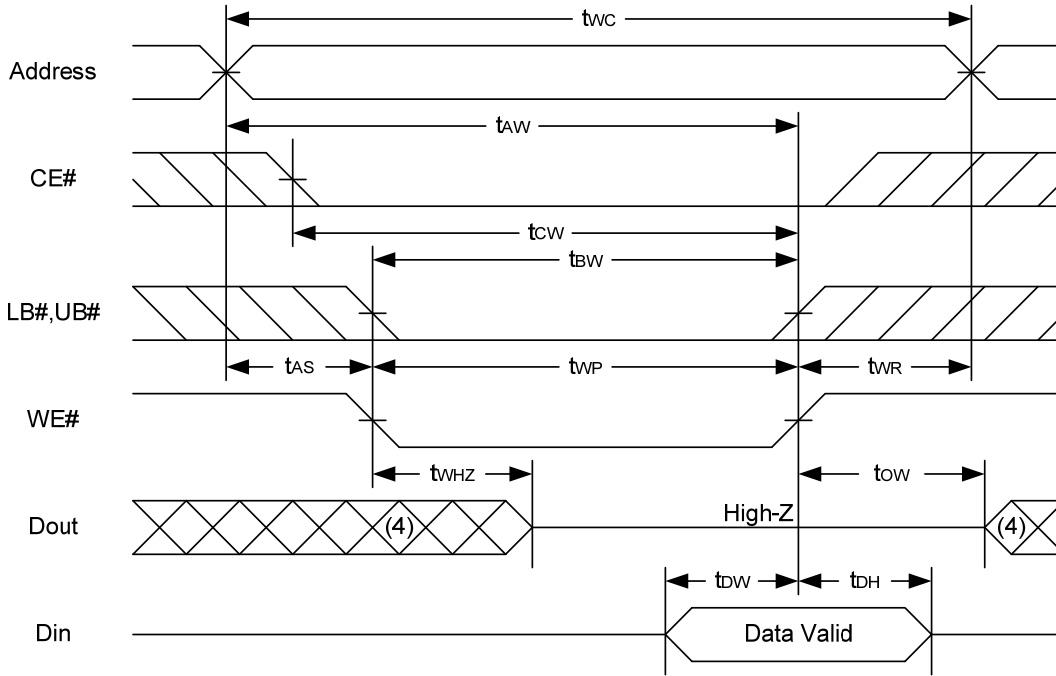 tWC
Address
tAW
CE#
tCW
tBW
LB#,UB#
tAS tWP tWR
WE#
tWHZ tOW
Dout (4) High-Z (4)
tDW tDH
Din Data Valid